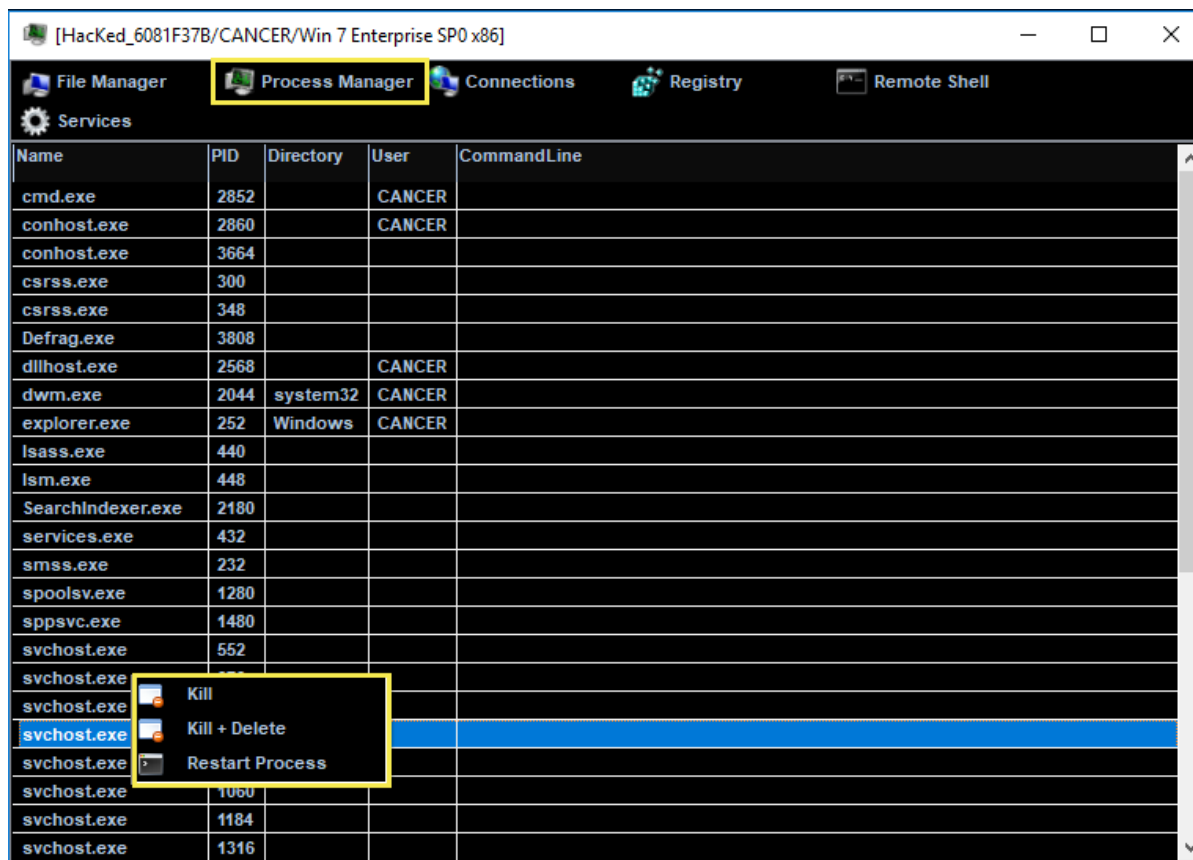 [HacKed_6081F37B/CANCER/Win 7 Enterprise SP0 x86]
File Manager Process Manager Connections Registry Remote Shell
Services
Name PID Directory User CommandLine
cmd.exe 2852 CANCER
conhost.exe 2860 CANCER
conhost.exe 3664
csrss.exe 300
csrss.exe 348
Defrag.exe 3808
dllhost.exe 2568 CANCER
dwm.exe 2044 system32 CANCER
explorer.exe 252 Windows CANCER
lsass.exe 440
lsm.exe 448
SearchIndexer.exe 2180
services.exe 432
smss.exe 232
spoolsv.exe 1280
sppsvc.exe 1480
svchost.exe 552
svchost.exe
Kill
svchost.exe
Kill + Delete
svchost.exe
svchost.exe
Restart Process
svchost.exe 1060
svchost.exe 1184
svchost.exe 1316